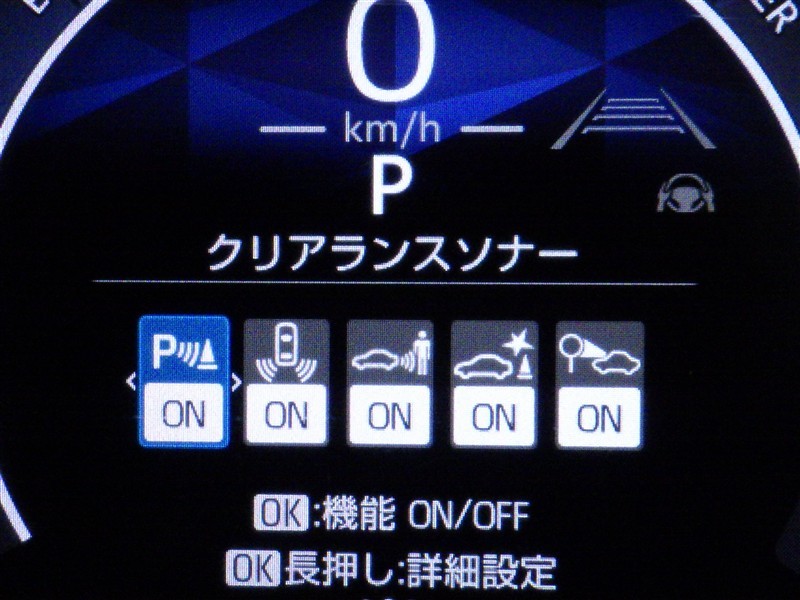 0
km/h
P
クリアランスソナー
P
ON ON ON ON ON
OK:機能 ON/OFF
OK長押し:詳細設定